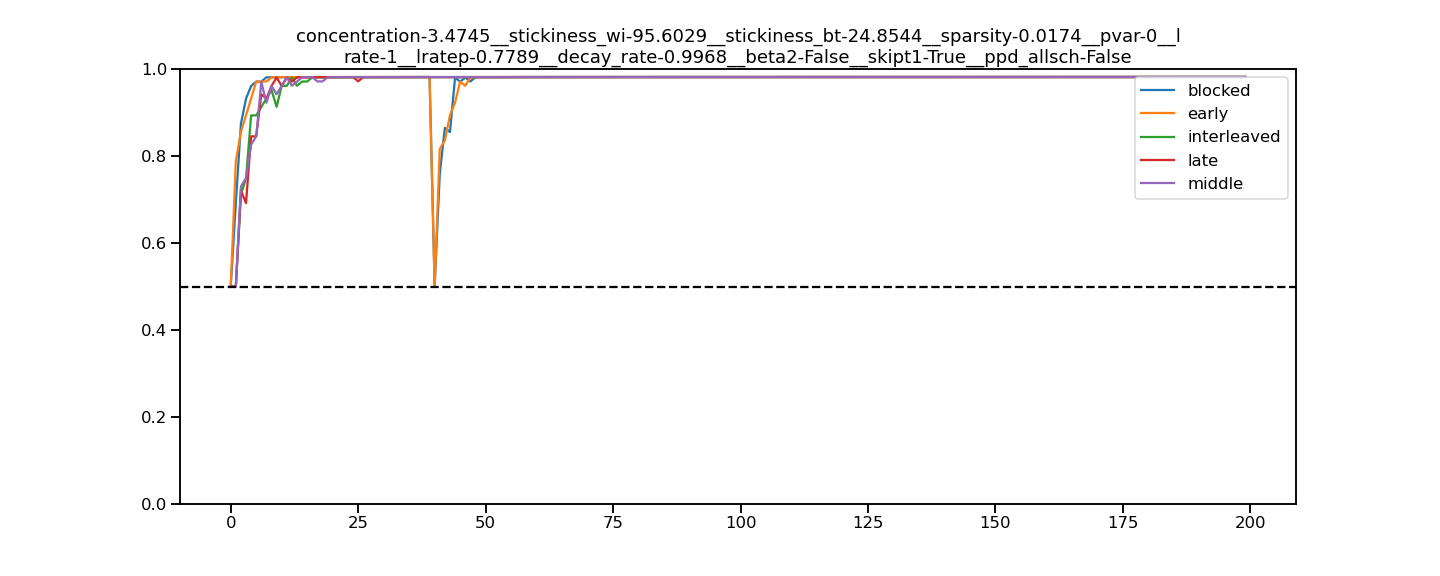 concentration-3.4745__stickiness_wi-95.6029__stickiness_bt-24.8544__sparsity-0.0174__pvar-0__l
rate-1__lratep-0.7789__decay_rate-0.9968__beta2-False__skipt1-True__ppd_allsch-False
1.0
0.8
0.6
0.4
0.2
0.0
0 25 50 75 100 125 150 175 200
blocked
early
interleaved
late
middle